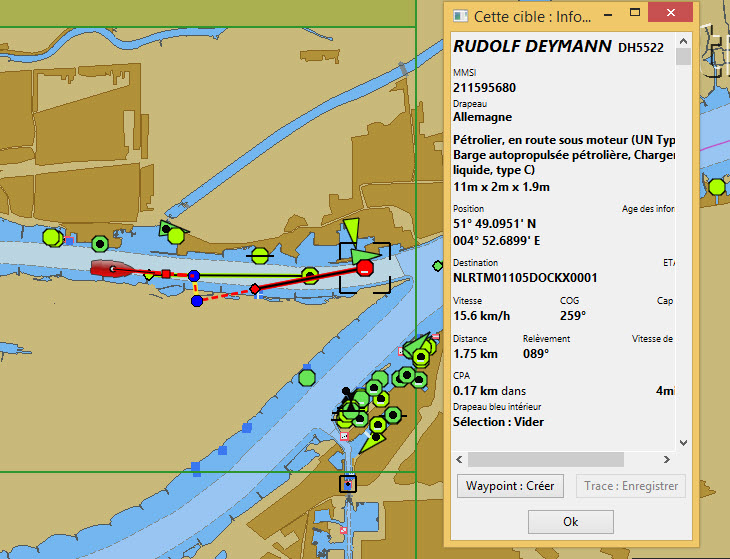 Cette cible : Info...
RUDOLF DEYMANN DH5522
MMSI
211595680
Drapeau
Allemagne
Pétrolier, en route sous moteur (UN Typ
Barge autopropulsée pétrolière, Charger
liquide, type C)
11m x 2m x 1.9m
Position Age des infor
51° 49.0951' N
004° 52.6899' E
Destination ETA
NLRTM01105DOCKX0001
Vitesse COG Cap
15.6 km/h 259°
Distance Relèvement Vitesse de
1.75 km 089°
CPA
0.17 km dans 4mi
Drapeau bleu intérieur
Sélection : Vider
Waypoint : Créer Trace : Enregistrer
Ok